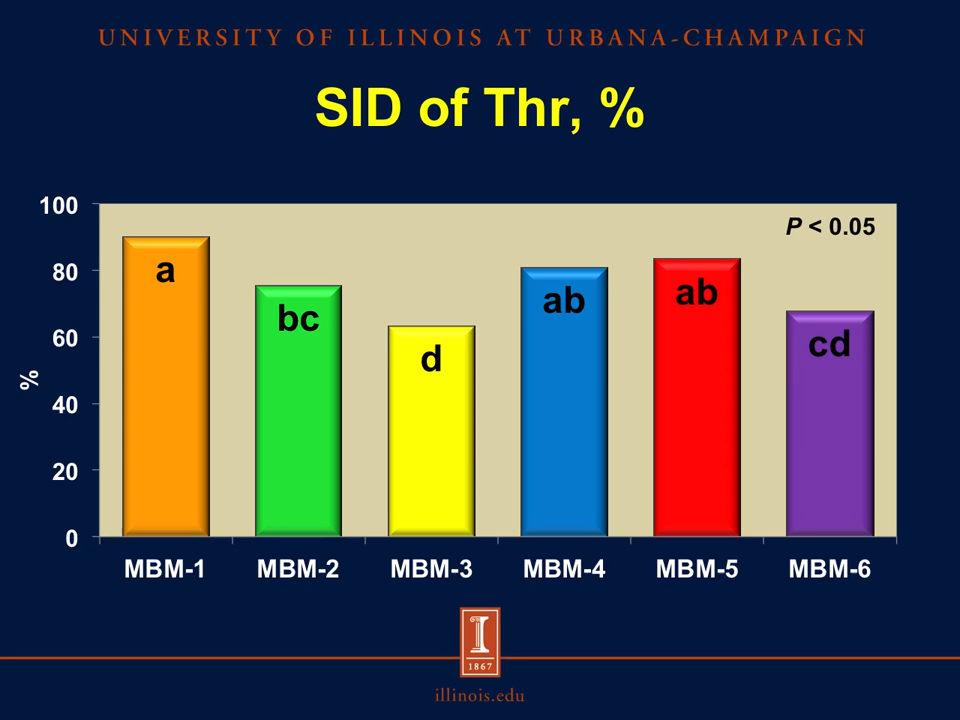 UNIVERSITY OF ILLINOIS AT URBANA-CHAMPAIGN
SID of Thr, %
100
80
60
40
20
0
%
P < 0.05
a
bc
d
ab
ab
cd
MBM-1 MBM-2 MBM-3 MBM-4 MBM-5 MBM-6
I
1867
illinois.edu